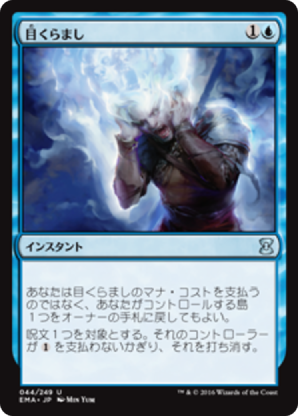 目くらまし
1
インスタント
あなたは目くらましのマナ・コストを支払う
のではなく、あなたがコントロールする島
１つをオーナーの手札に戻してもよい。
呪文１つを対象とする。それのコントローラー
が 1 を支払わないかぎり、それを打ち消す。
044/249 U
EMA • JP Min Yum
™ & © 2016 Wizards of the Coast